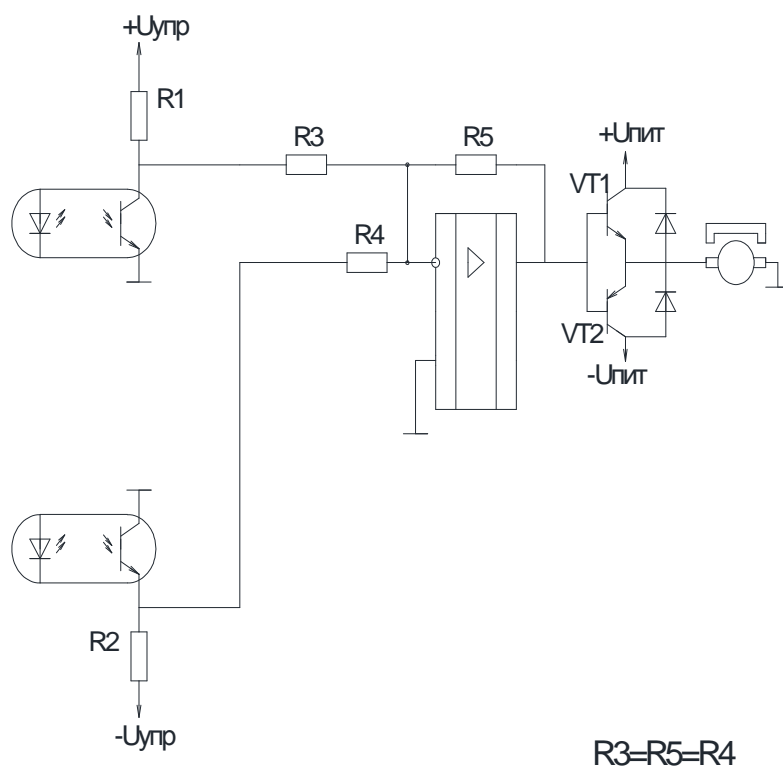 +Uупр
R1
R3
R5
+Uпит
VT1
R4
VT2
-Uпит
R2
-Uупр
R3=R5=R4